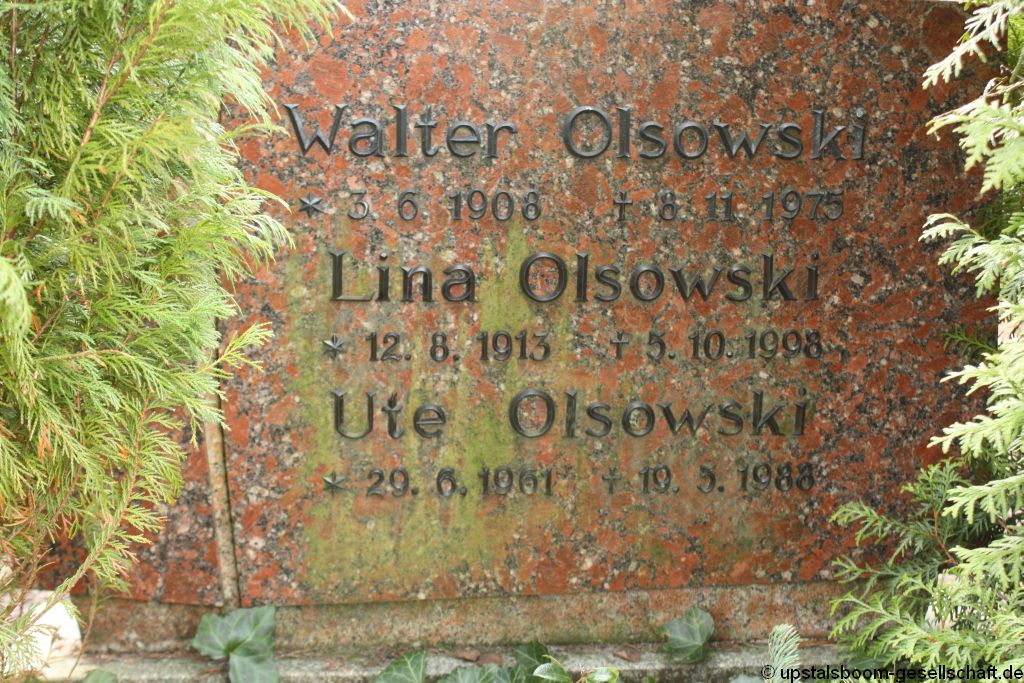 Walter Olsowski
* 3. 6. 1908 † 8. 11. 1975
Lina Olsowski
* 12. 8. 1913 † 5. 10. 1998
Ute Olsowski
* 29. 6. 1961 † 19. 5. 1988
© upstalsboom-gesellschaft.de